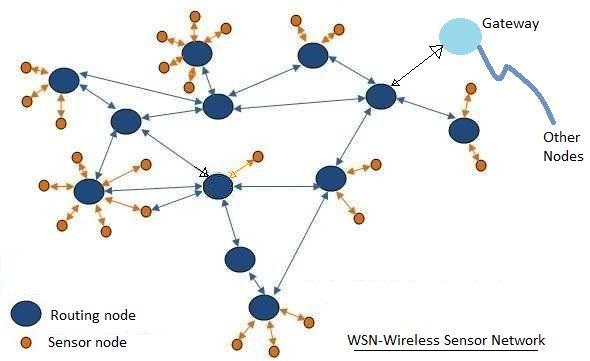 Gateway
Other
Nodes
Routing node
Sensor node
WSN-Wireless Sensor Network